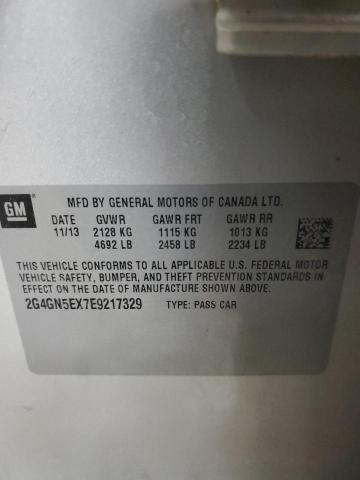 GM
MFD BY GENERAL MOTORS OF CANADA LTD.
DATE GVWR GAWR FRT GAWR RR
11/13 2128 KG 1115 KG 1013 KG
4692 LB 2458 LB 2234 LB
THIS VEHICLE CONFORMS TO ALL APPLICABLE U.S. FEDERAL MOTOR
VEHICLE SAFETY, BUMPER, AND THEFT PREVENTION STANDARDS IN
EFFECT ON THE DATE OF MANUFACTURE SHOWN ABOVE.
2G4GN5EX7E9217329 TYPE: PASS CAR